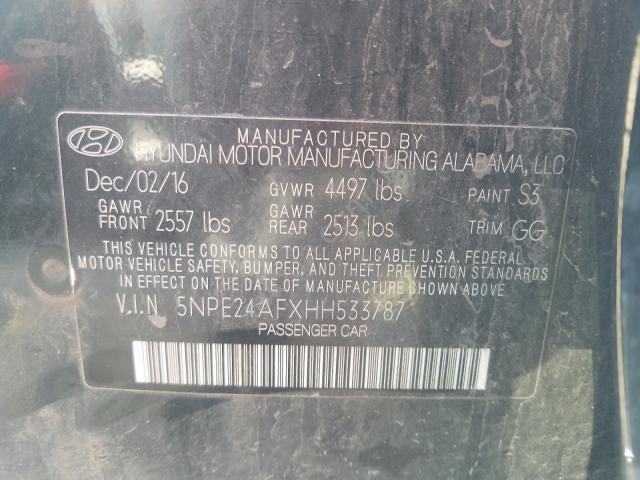 MANUFACTURED BY
HYUNDAI MOTOR MANUFACTURING ALABAMA, LLC
Dec/02/16 GVWR 4497 lbs PAINT S3
GAWR FRONT 2557 lbs GAWR REAR 2513 lbs TRIM GG
THIS VEHICLE CONFORMS TO ALL APPLICABLE U.S.A. FEDERAL
MOTOR VEHICLE SAFETY, BUMPER, AND THEFT PREVENTION STANDARDS
IN EFFECT ON THE DATE OF MANUFACTURE SHOWN ABOVE.
V.I.N 5NPE24AFXHH533787
PASSENGER CAR